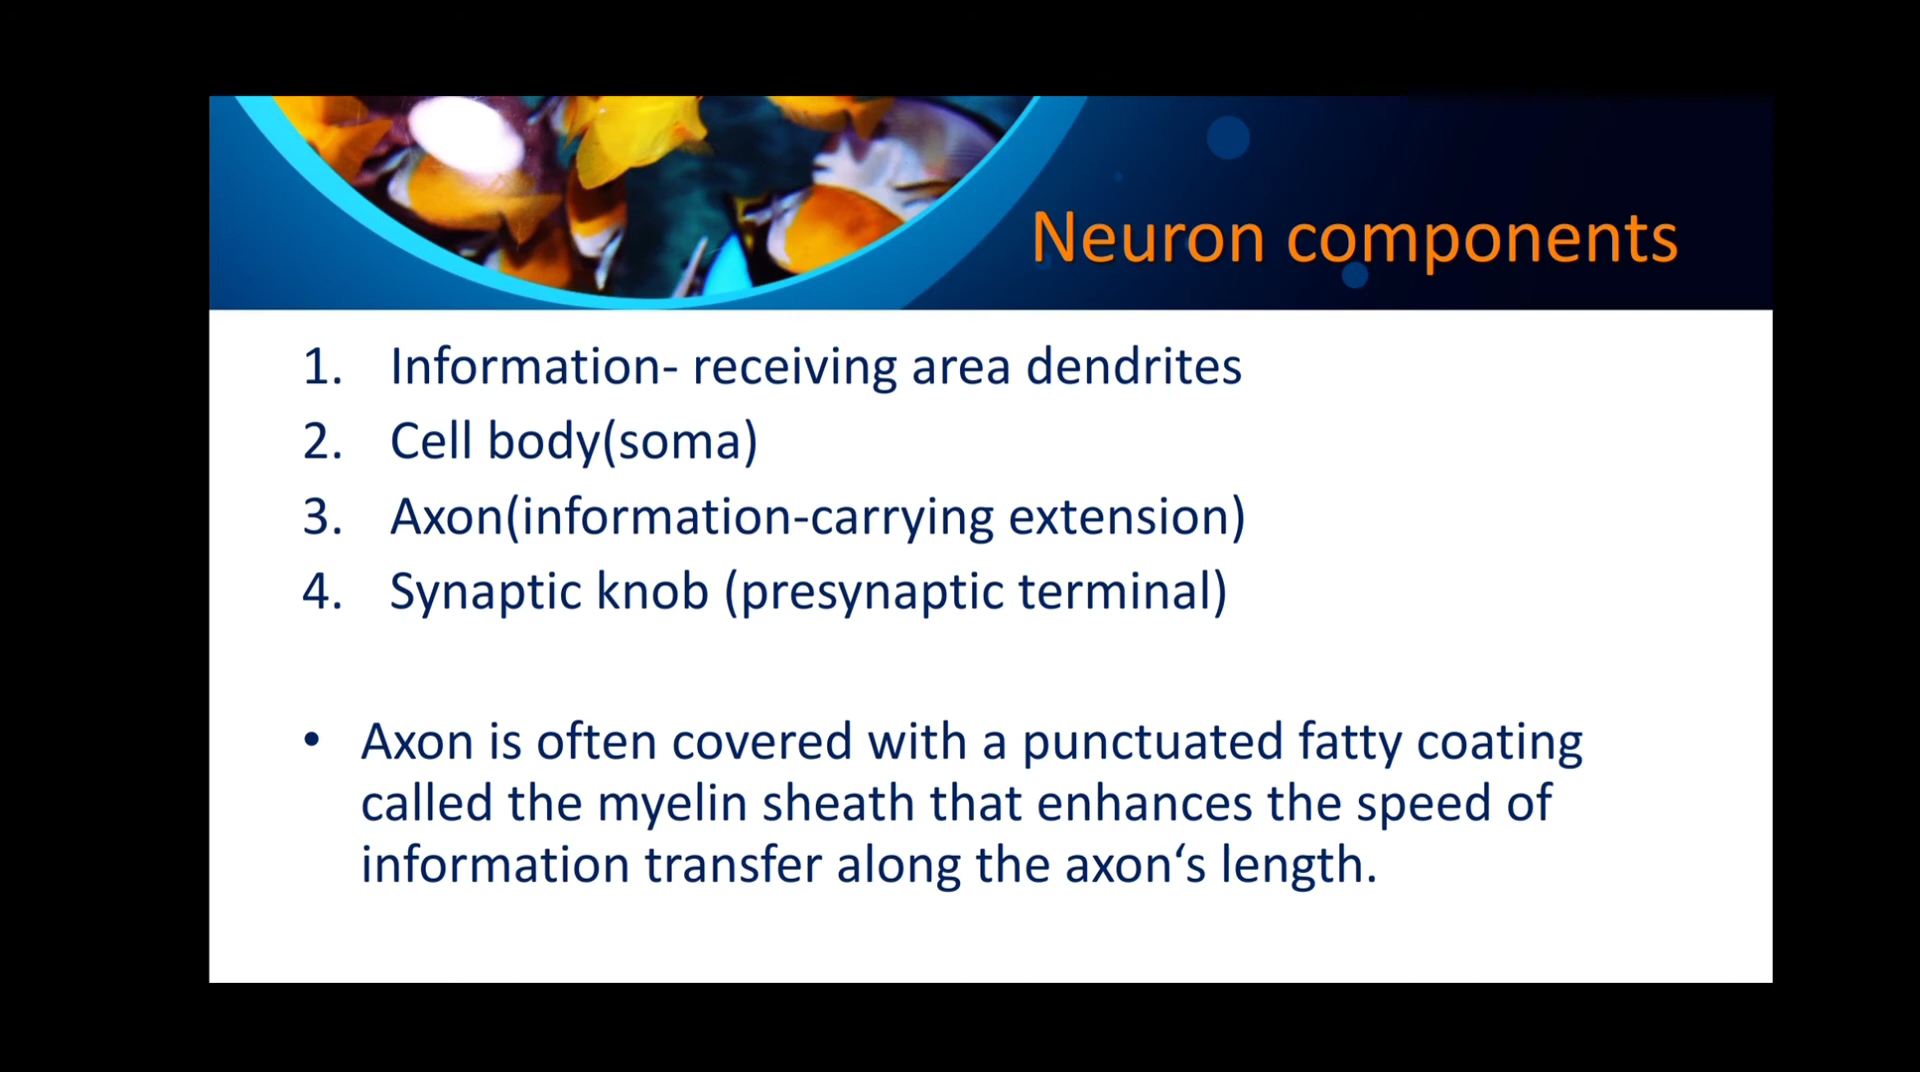 Neuron components
1. Information- receiving area dendrites
2. Cell body(soma)
3. Axon(information-carrying extension)
4. Synaptic knob (presynaptic terminal)
• Axon is often covered with a punctuated fatty coating
called the myelin sheath that enhances the speed of
information transfer along the axon‘s length.